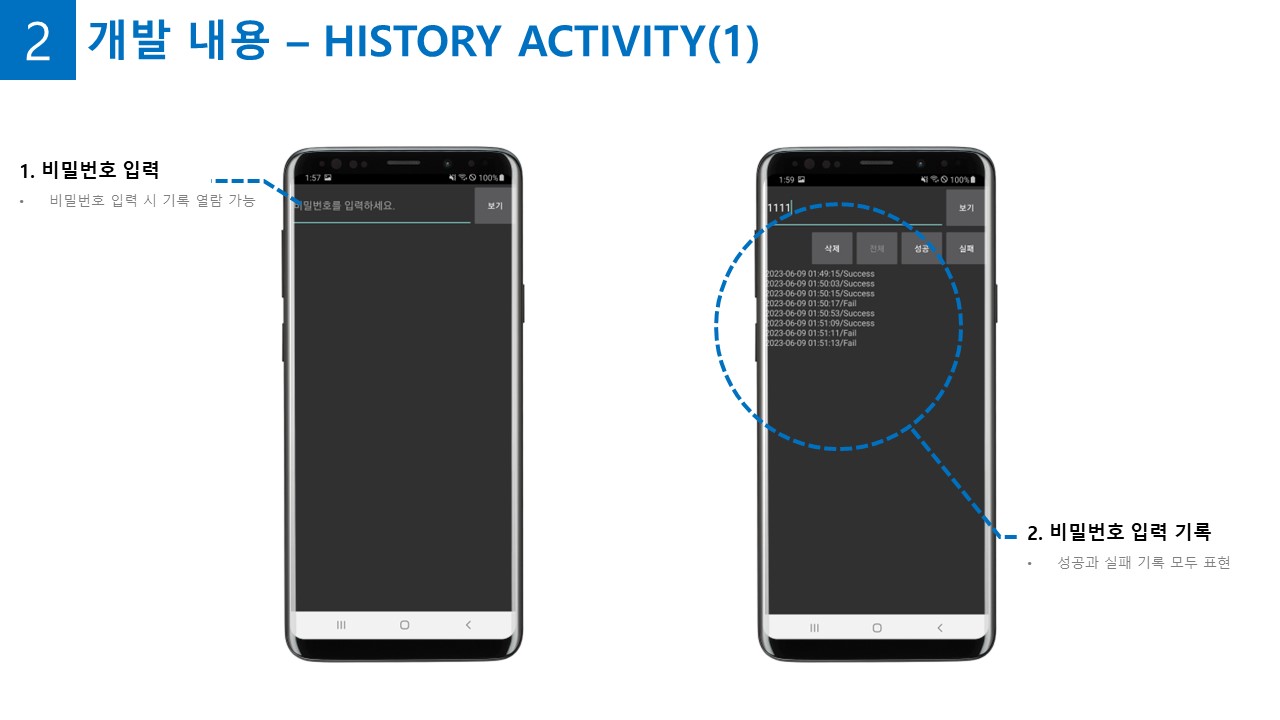 2
개발 내용 – HISTORY ACTIVITY(1)
1. 비밀번호 입력
• 비밀번호 입력 시 기록 열람 가능
1:57 100%
비밀번호를 입력하세요. 보기
1:59 100%
1111 보기
삭제 전체 성공 실패
2023-06-09 01:49:15/Success
2023-06-09 01:50:03/Success
2023-06-09 01:50:15/Success
2023-06-09 01:50:17/Fail
2023-06-09 01:50:53/Success
2023-06-09 01:51:09/Success
2023-06-09 01:51:11/Fail
2023-06-09 01:51:13/Fail
2. 비밀번호 입력 기록
• 성공과 실패 기록 모두 표현